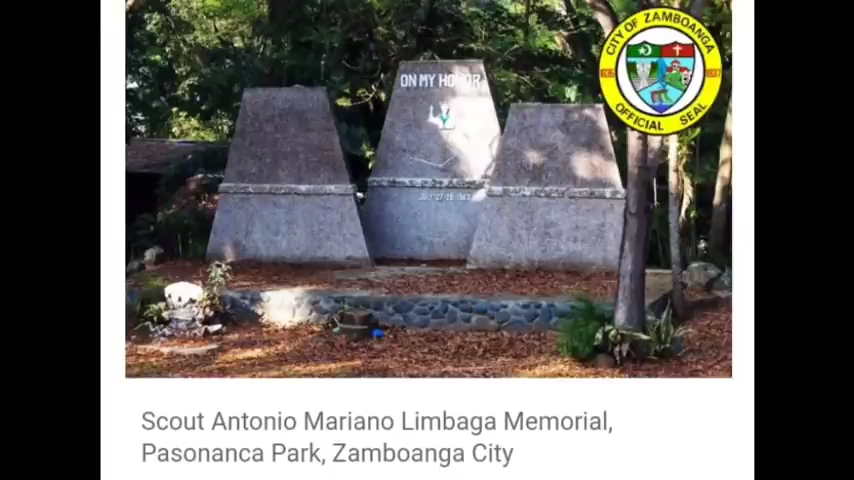 CITY OF ZAMBOANGA
OFFICIAL SEAL
ON MY HONOR
Scout Antonio Mariano Limbaga Memorial,
Pasonanca Park, Zamboanga City